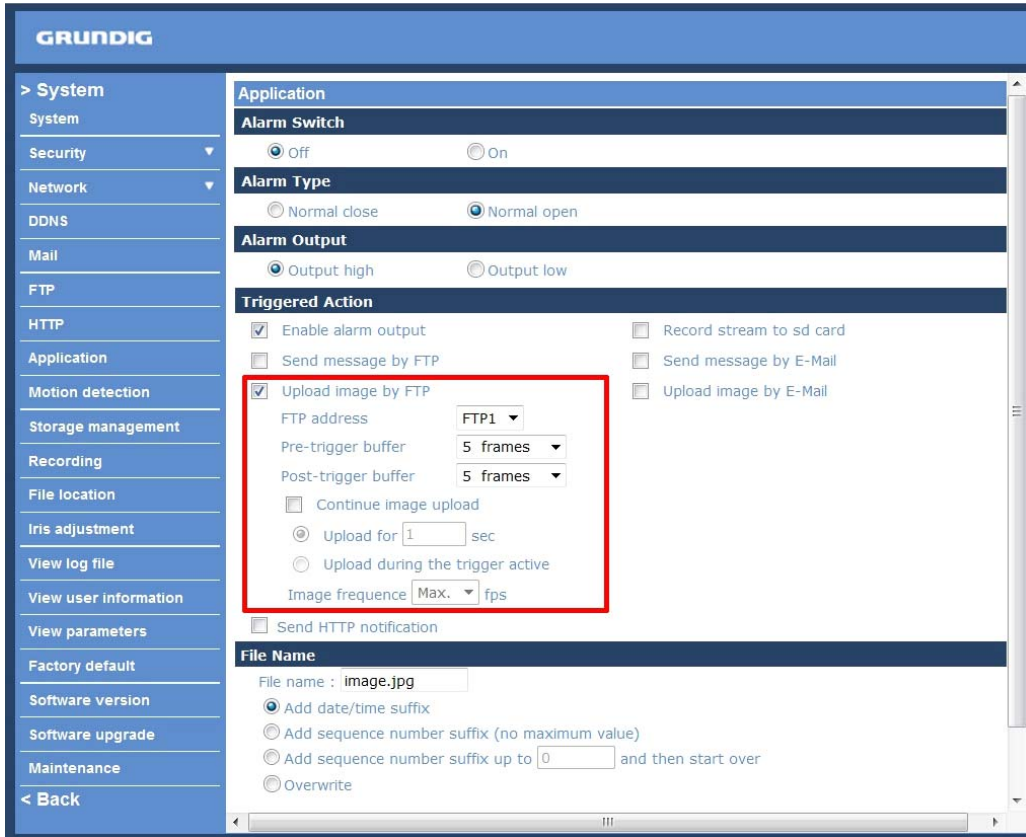 GRUNDIG
> System
System
Security
Network
DDNS
Mail
FTP
HTTP
Application
Motion detection
Storage management
Recording
File location
Iris adjustment
View log file
View user information
View parameters
Factory default
Software version
Software upgrade
Maintenance
< Back
Application
Alarm Switch
Off On
Alarm Type
Normal close Normal open
Alarm Output
Output high Output low
Triggered Action
Enable alarm output Record stream to sd card
Send message by FTP Send message by E-Mail
Upload image by FTP Upload image by E-Mail
FTP address FTP1
Pre-trigger buffer 5 frames
Post-trigger buffer 5 frames
Continue image upload
Upload for 1 sec
Upload during the trigger active
Image frequence Max. fps
Send HTTP notification
File Name
File name : image.jpg
Add date/time suffix
Add sequence number suffix (no maximum value)
Add sequence number suffix up to 0 and then start over
Overwrite